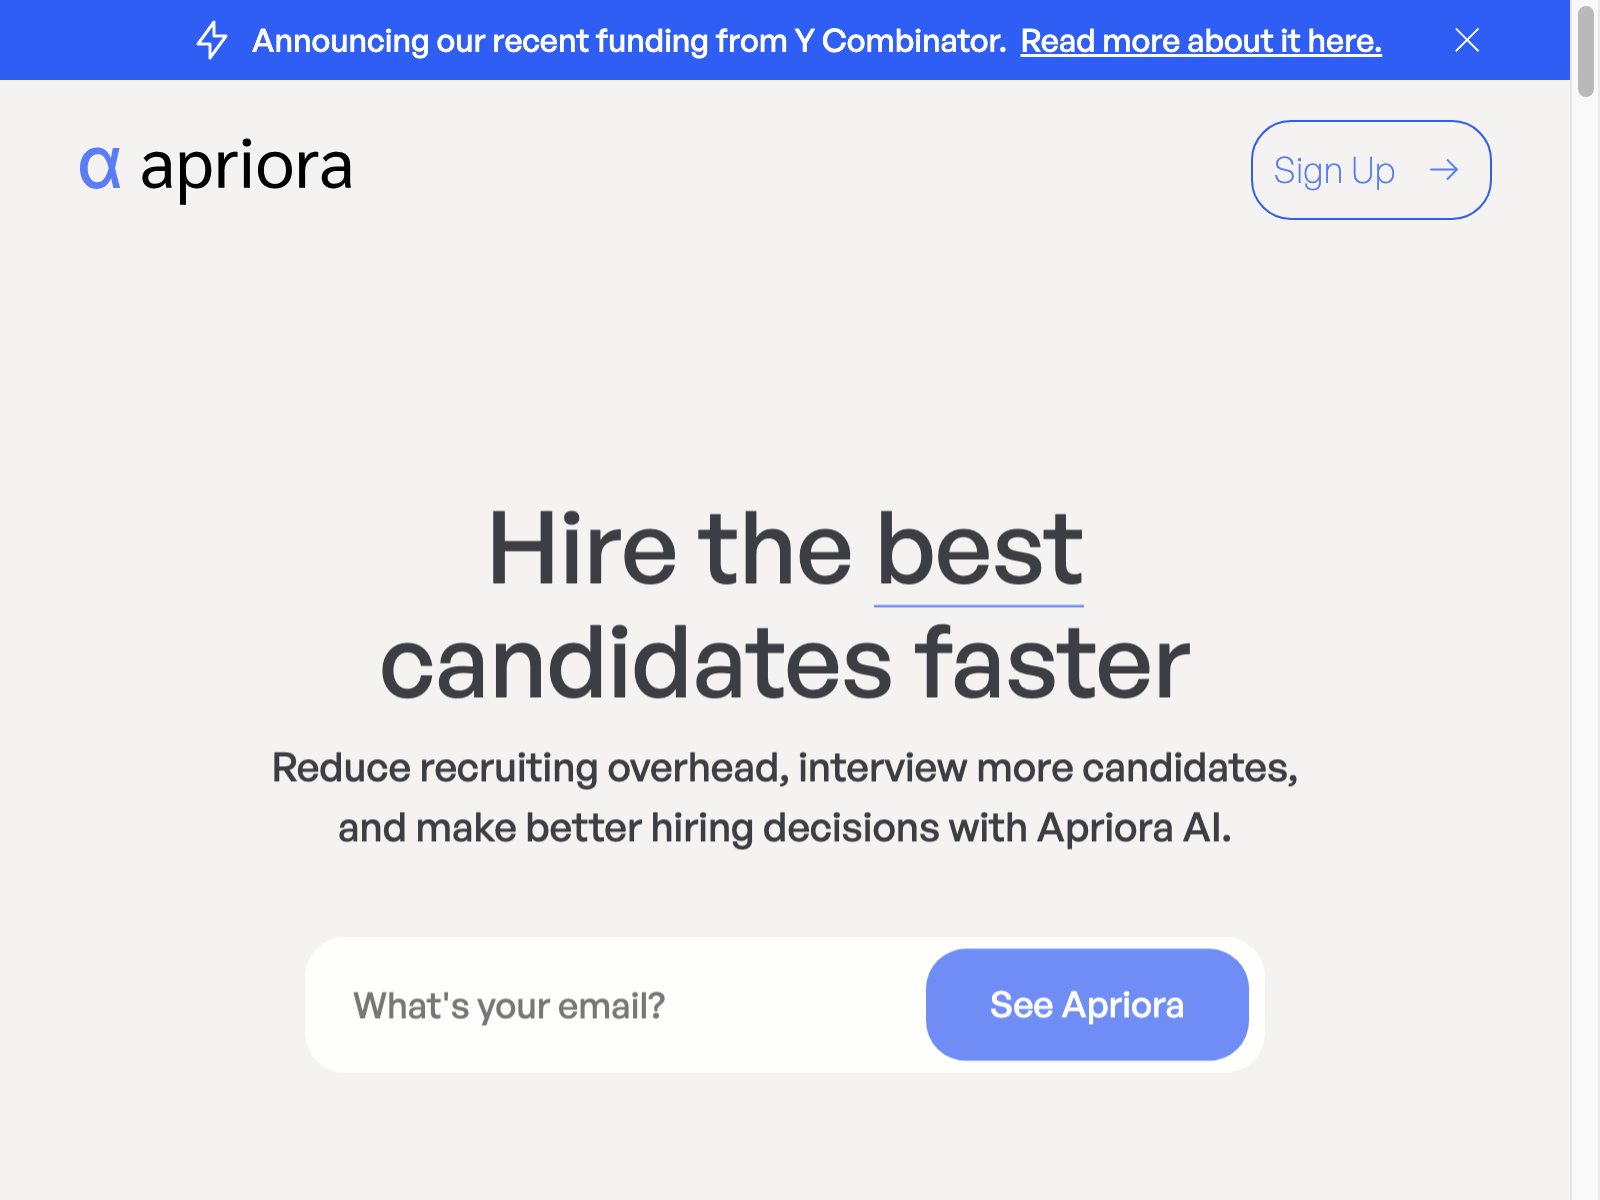 Announcing our recent funding from Y Combinator. Read more about it here.
α apriora
Sign Up →
Hire the best
candidates faster
Reduce recruiting overhead, interview more candidates,
and make better hiring decisions with Apriora AI.
What's your email?
See Apriora